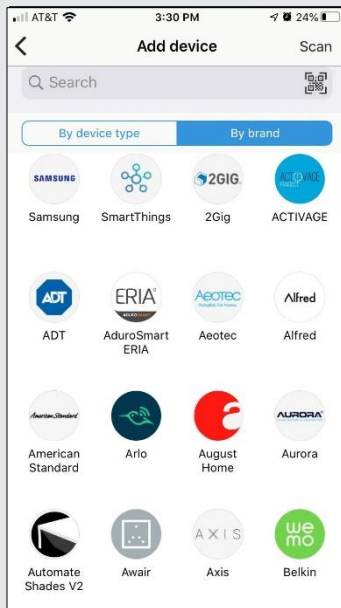 AT&T 3:30 PM 24%
Add device Scan
Search
By device type By brand
SAMSUNG 2GIG ACTIVAGE PROJECT
Samsung SmartThings 2Gig ACTIVAGE
ADT ERIA ADUROSMART AEOTEC Alfred
ADT AduroSmart ERIA Aeotec Alfred
American Standard a AURORA
American Standard Arlo August Home Aurora
AXIS we mo
Automate Shades V2 Awair Axis Belkin